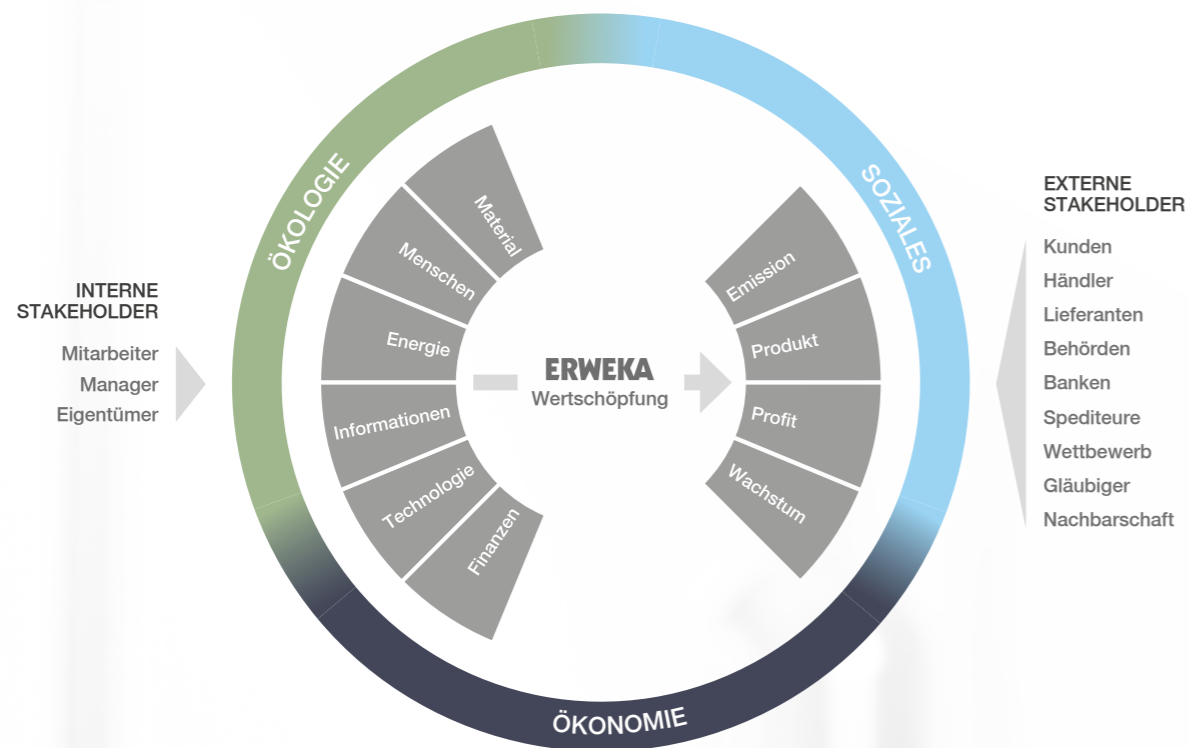 ÖKOLOGIE
SOZIALES
ÖKONOMIE
INTERNE
STAKEHOLDER
Mitarbeiter
Manager
Eigentümer
Material
Menschen
Energie
Informationen
Technologie
Finanzen
ERWEKA
Wertschöpfung
Emission
Produkt
Profit
Wachstum
EXTERNE
STAKEHOLDER
Kunden
Händler
Lieferanten
Behörden
Banken
Spediteure
Wettbewerb
Gläubiger
Nachbarschaft